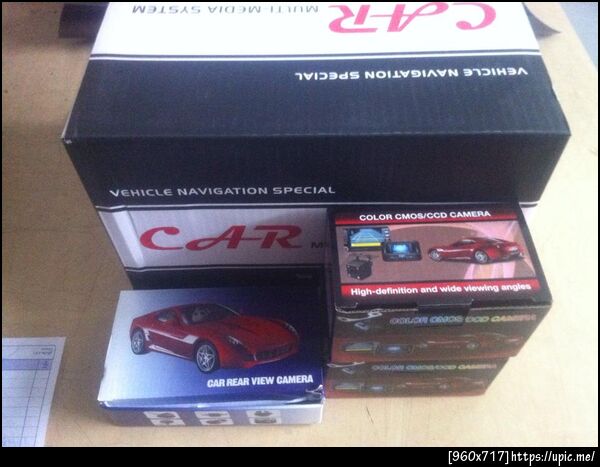 CAR
MULTI MEDIA SYSTEM
VEHICLE NAVIGATION SPECIAL
VEHICLE NAVIGATION SPECIAL
CAR
COLOR CMOS/CCD CAMERA
High-definition and wide viewing angles
COLOR CMOS CCD CAMERA
COLOR CMOS CCD CAMERA
CAR REAR VIEW CAMERA
[960x717]https://upic.me/